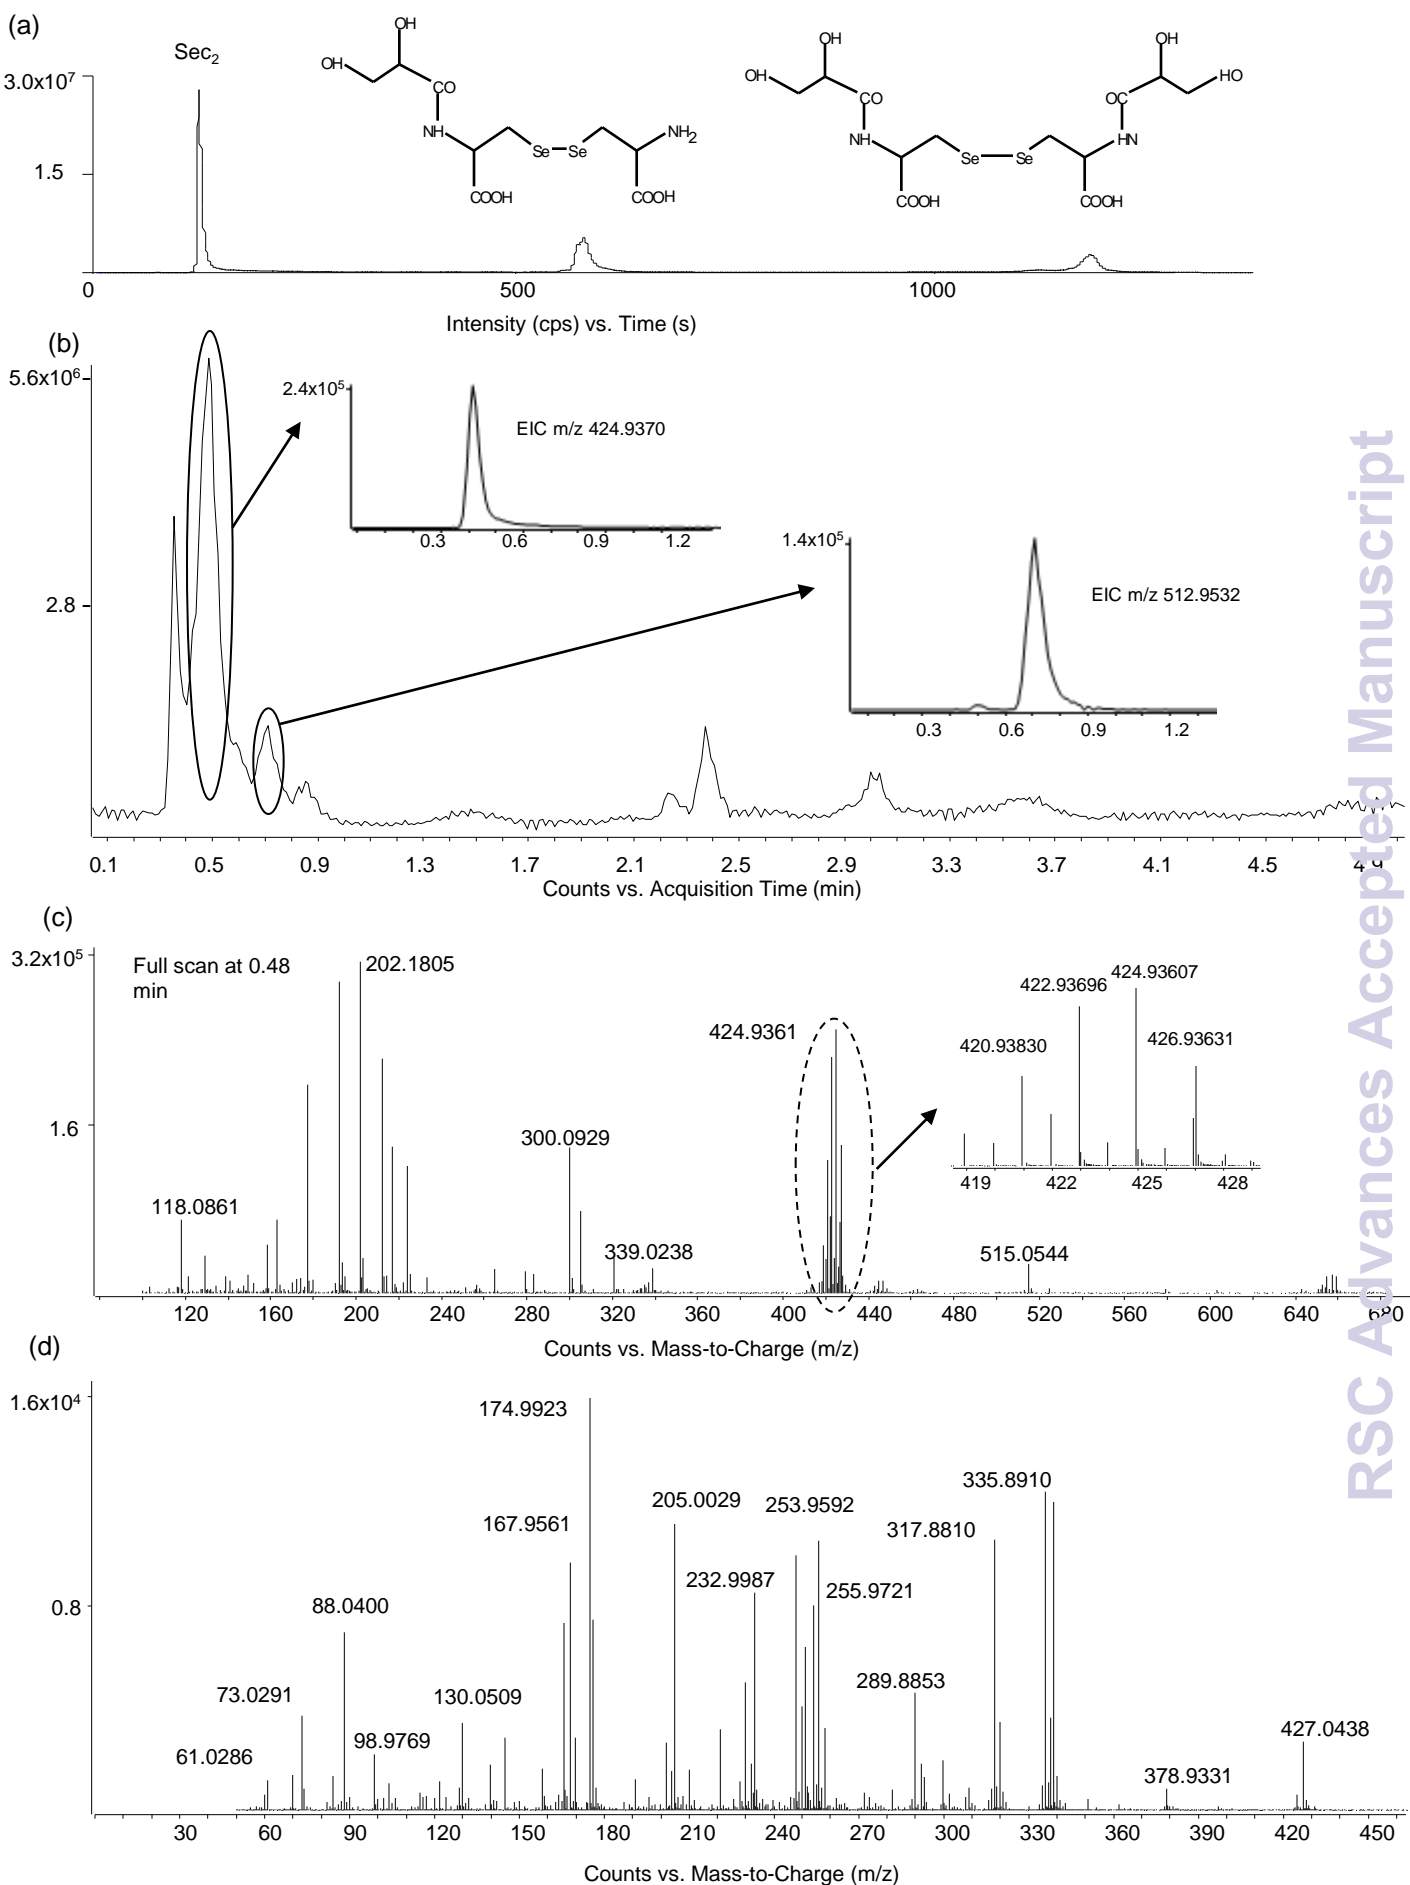 (a)
Sec2
3.0x10^7
1.5
OH
OH
CO
NH
Se
Se
NH2
COOH
COOH
OH
OH
CO
NH
Se
Se
OH
HO
OC
HN
COOH
COOH
0
500
1000
Intensity (cps) vs. Time (s)
(b)
5.6x10^6
2.8
2.4x10^5
EIC m/z 424.9370
0.3 0.6 0.9 1.2
1.4x10^5
EIC m/z 512.9532
0.3 0.6 0.9 1.2
0.1 0.5 0.9 1.3 1.7 2.1 2.5 2.9 3.3 3.7 4.1 4.5 4.9
Counts vs. Acquisition Time (min)
(c)
3.2x10^5
1.6
Full scan at 0.48
min
202.1805
118.0861
300.0929
339.0238
424.9361
515.0544
420.93830
422.93696
424.93607
426.93631
419 422 425 428
120 160 200 240 280 320 360 400 440 480 520 560 600 640 680
Counts vs. Mass-to-Charge (m/z)
(d)
1.6x10^4
0.8
61.0286
73.0291
88.0400
98.9769
130.0509
167.9561
174.9923
205.0029
232.9987
253.9592
255.9721
289.8853
317.8810
335.8910
378.9331
427.0438
30 60 90 120 150 180 210 240 270 300 330 360 390 420 450
Counts vs. Mass-to-Charge (m/z)
RSC Advances Accepted Manuscript